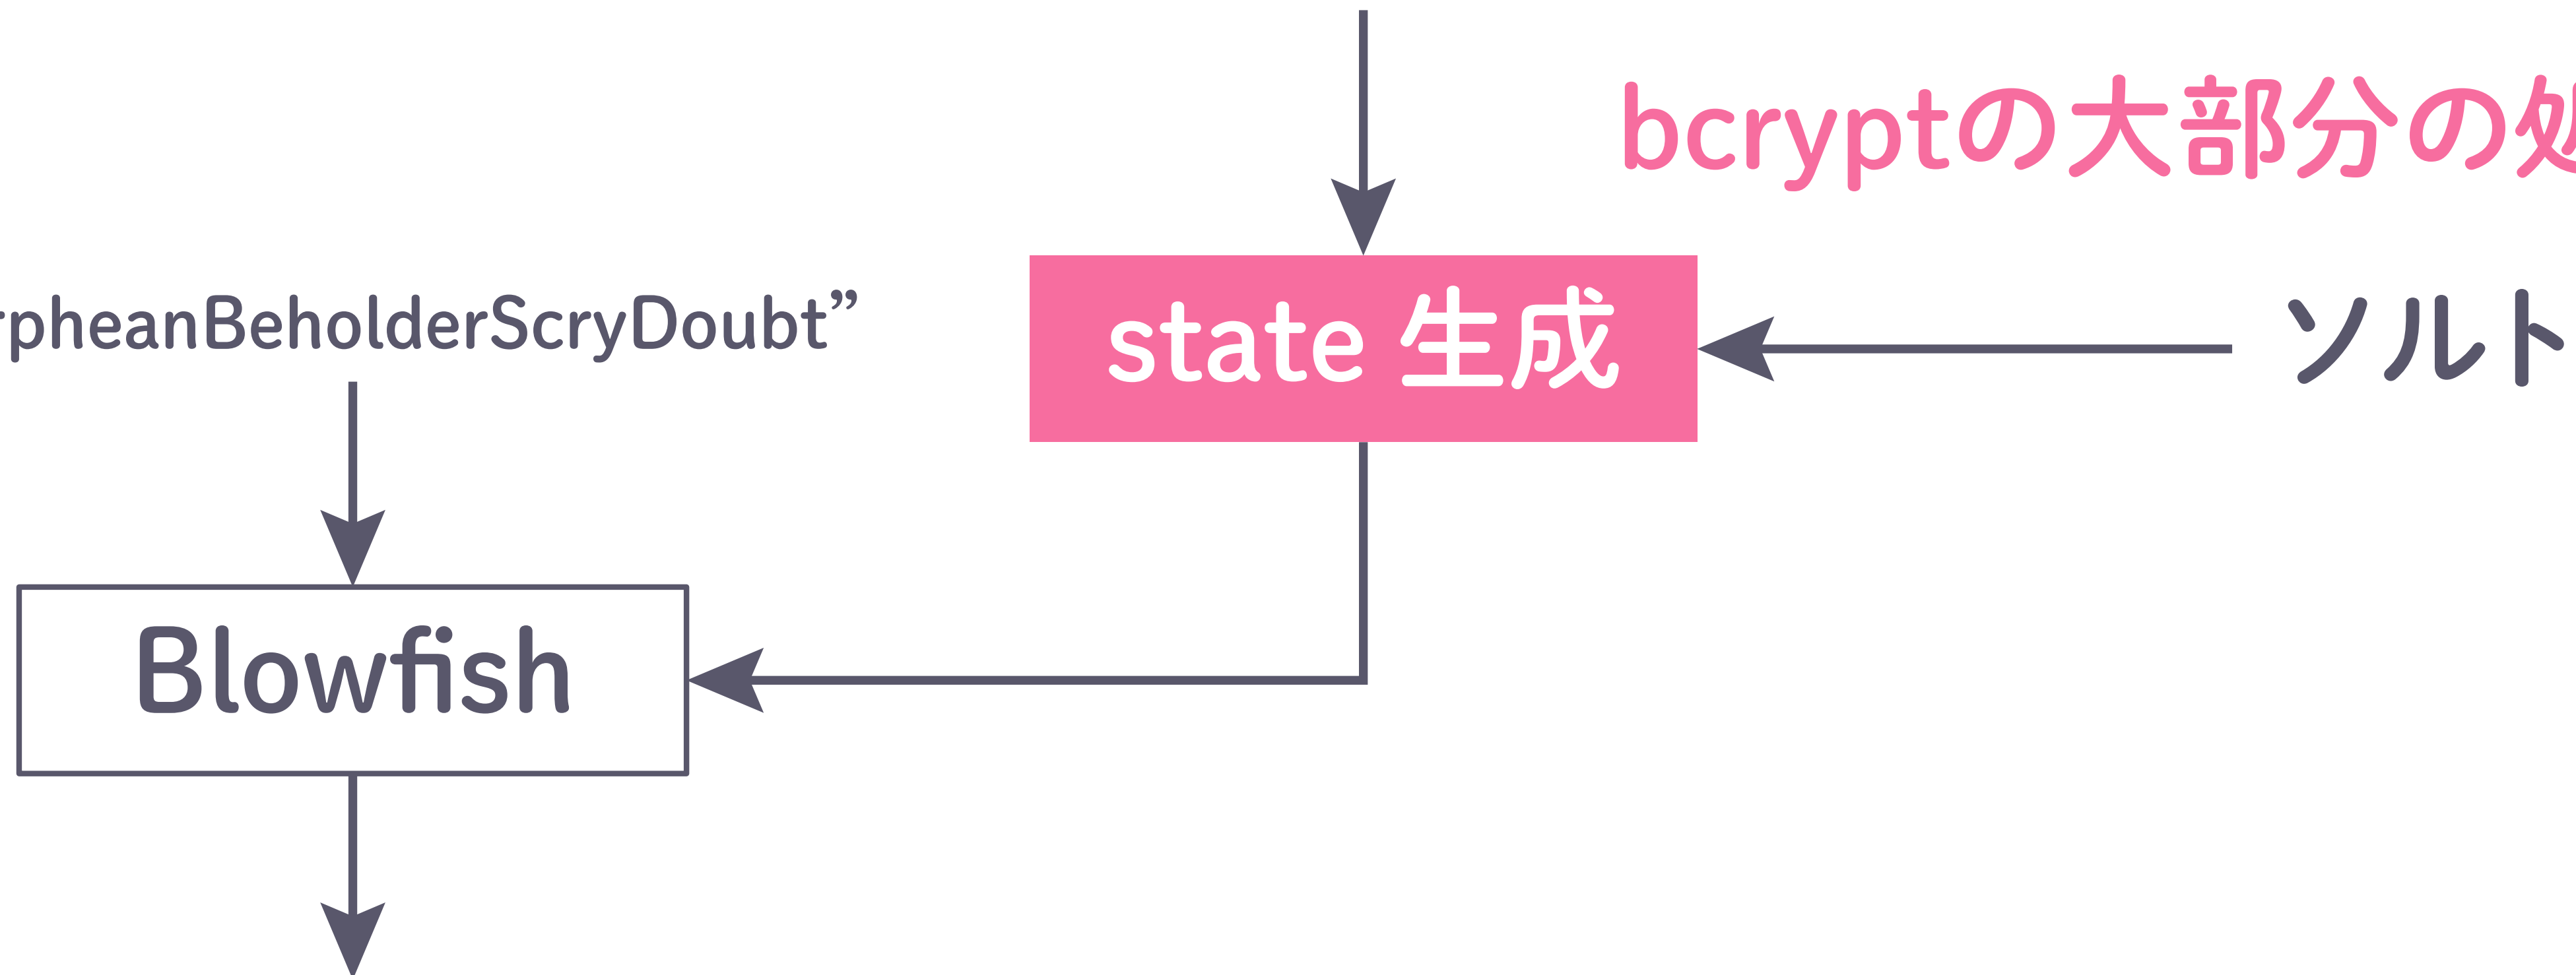 bcryptの大部分の処
rpheanBeholderScryDoubt”
state 生成
ソルト
Blowfish